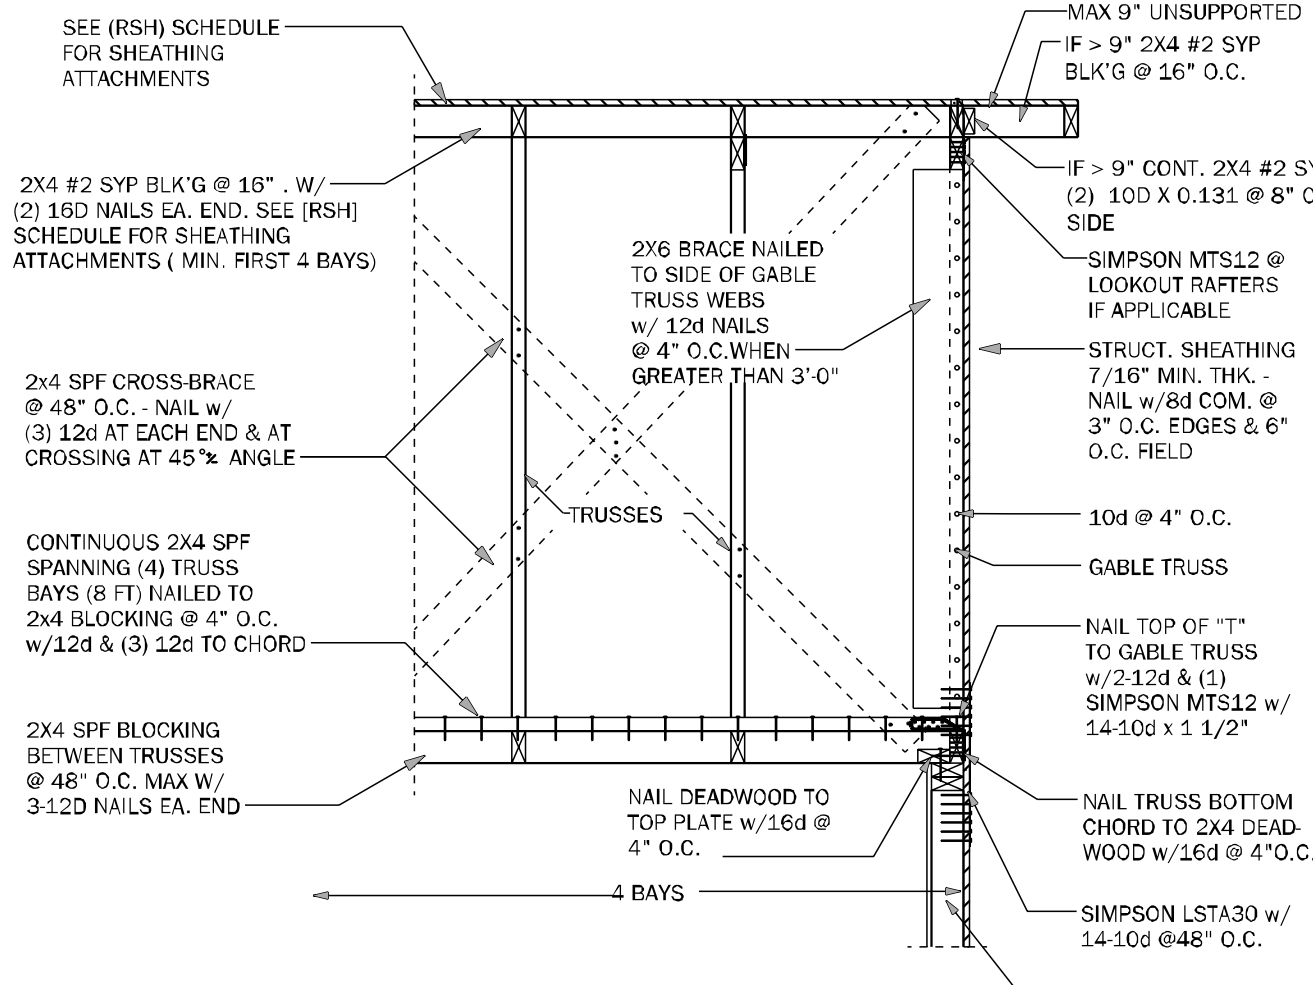 SEE (RSH) SCHEDULE
FOR SHEATHING
ATTACHMENTS
2X4 #2 SYP BLK'G @ 16" . W/
(2) 16D NAILS EA. END. SEE [RSH]
SCHEDULE FOR SHEATHING
ATTACHMENTS ( MIN. FIRST 4 BAYS)
2x4 SPF CROSS-BRACE
@ 48" O.C. - NAIL w/
(3) 12d AT EACH END & AT
CROSSING AT 45° ANGLE
CONTINUOUS 2X4 SPF
SPANNING (4) TRUSS
BAYS (8 FT) NAILED TO
2x4 BLOCKING @ 4" O.C.
w/12d & (3) 12d TO CHORD
2X4 SPF BLOCKING
BETWEEN TRUSSES
@ 48" O.C. MAX W/
3-12D NAILS EA. END
2X6 BRACE NAILED
TO SIDE OF GABLE
TRUSS WEBS
w/ 12d NAILS
@ 4" O.C.WHEN
GREATER THAN 3'-0"
TRUSSES
NAIL DEADWOOD TO
TOP PLATE w/16d @
4" O.C.
4 BAYS
MAX 9" UNSUPPORTED
IF > 9" 2X4 #2 SYP
BLK'G @ 16" O.C.
IF > 9" CONT. 2X4 #2
(2) 10D X 0.131 @ 8"
SIDE
SIMPSON MTS12 @
LOOKOUT RAFTERS
IF APPLICABLE
STRUCT. SHEATHING
7/16" MIN. THK. -
NAIL w/8d COM. @
3" O.C. EDGES & 6"
O.C. FIELD
10d @ 4" O.C.
GABLE TRUSS
NAIL TOP OF "T"
TO GABLE TRUSS
w/2-12d & (1)
SIMPSON MTS12 w/
14-10d x 1 1/2"
NAIL TRUSS BOTTOM
CHORD TO 2X4 DEAD-
WOOD w/16d @ 4"O.C.
SIMPSON LSTA30 w/
14-10d @48" O.C.